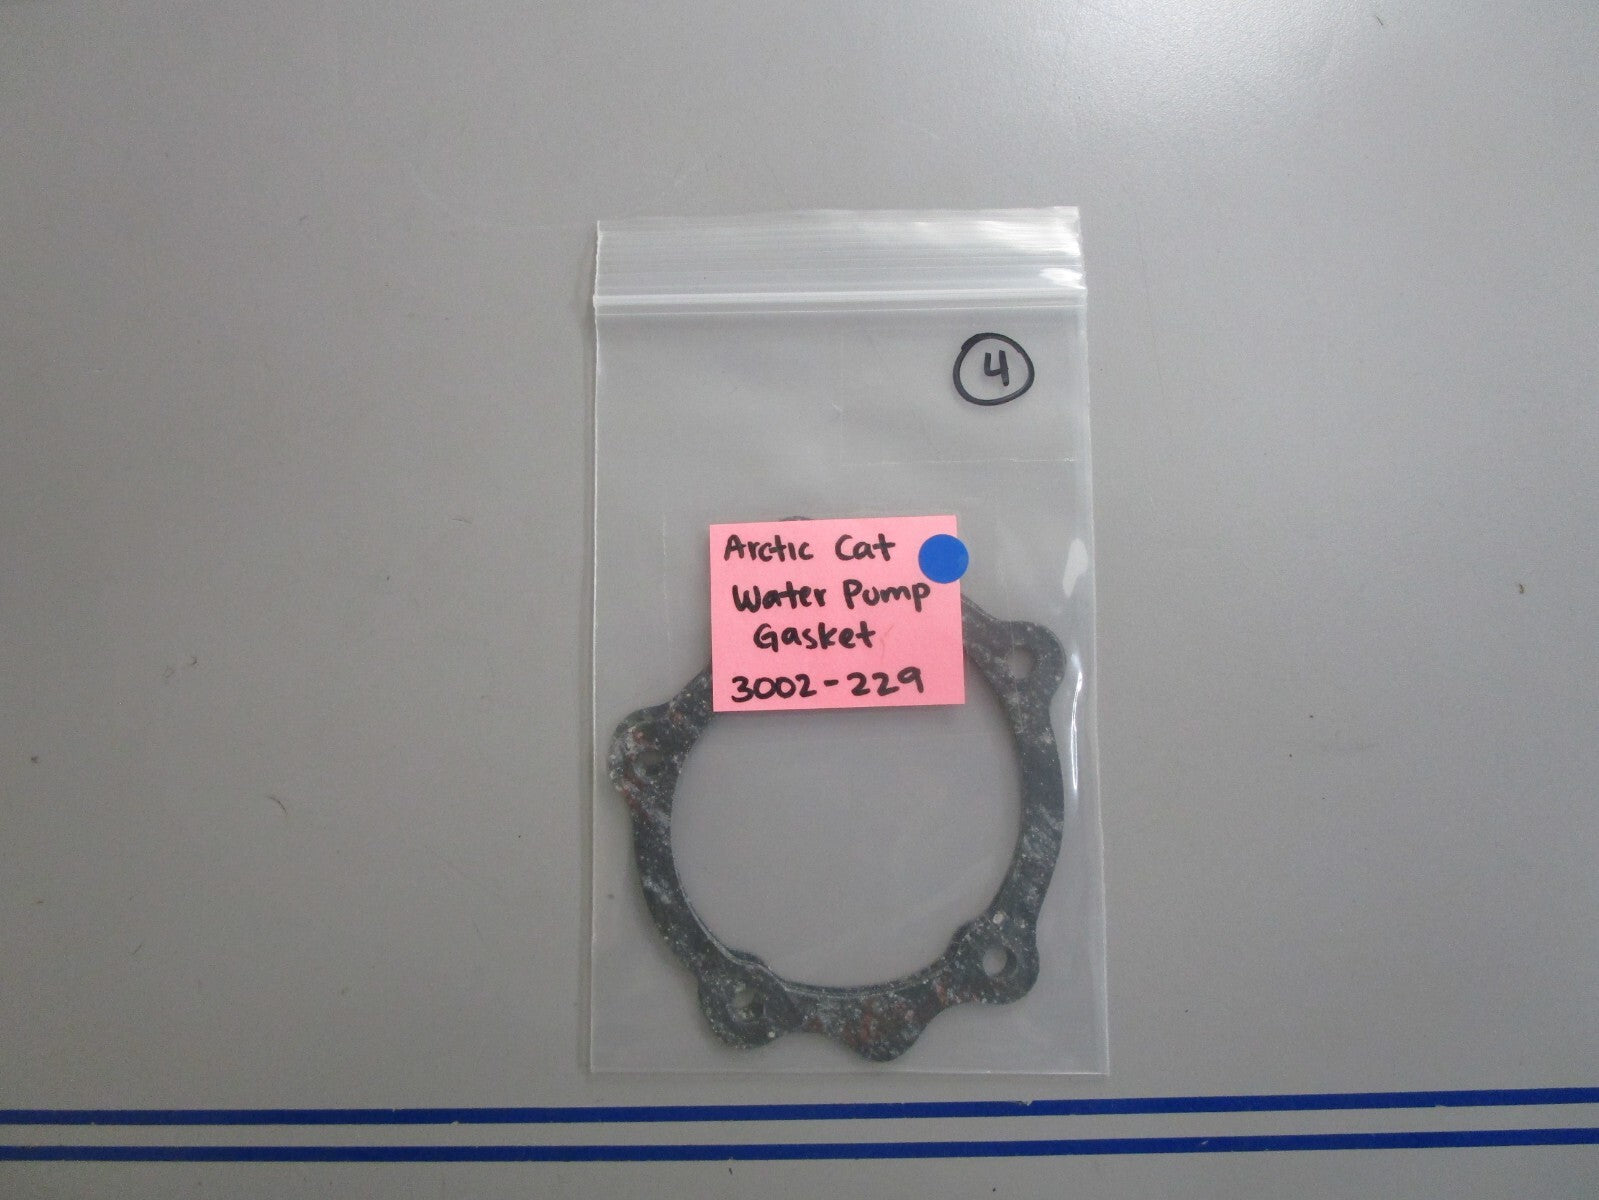 4
Arctic Cat
Water Pump
Gasket
3002-229